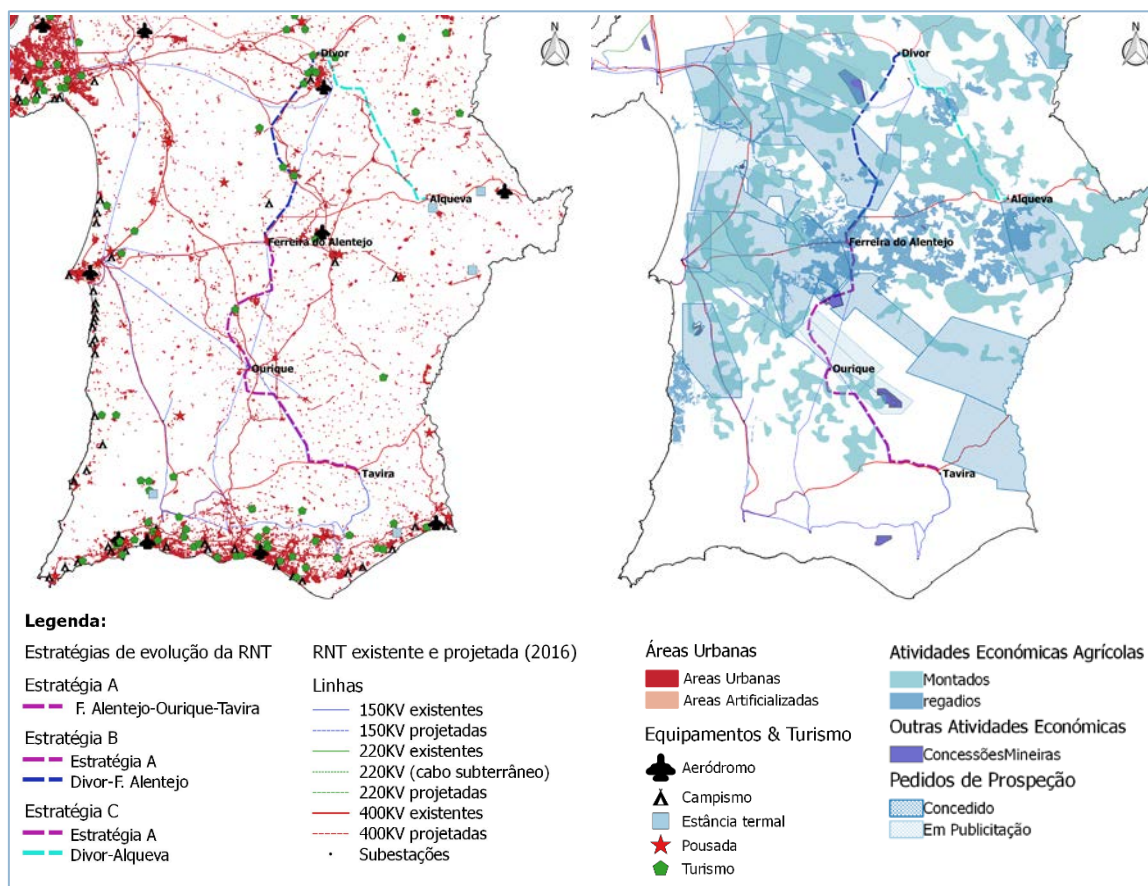 Divor
Alqueva
Ferreira do Alentejo
Ourique
Tavira
N
Divor
Alqueva
Ferreira do Alentejo
Ourique
Tavira
N
Legenda:
Estratégias de evolução da RNT
Estratégia A
F. Alentejo-Ourique-Tavira
Estratégia B
Estratégia A
Divor-F. Alentejo
Estratégia C
Estratégia A
Divor-Alqueva
RNT existente e projetada (2016)
Linhas
150KV existentes
150KV projetadas
220KV existentes
220KV (cabo subterrâneo)
220KV projetadas
400KV existentes
400KV projetadas
Subestações
Áreas Urbanas
Areas Urbanas
Areas Artificializadas
Equipamentos & Turismo
Aeródromo
Campismo
Estância termal
Pousada
Turismo
Atividades Económicas Agrícolas
Montados
regadios
Outras Atividades Económicas
ConcessõesMineiras
Pedidos de Prospeção
Concedido
Em Publicitação